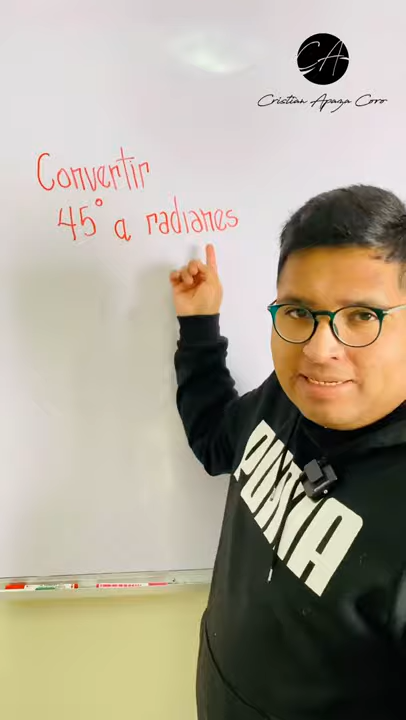 CA
Cristian Apaza Coro
Convertir
45° a radianes
PUMA